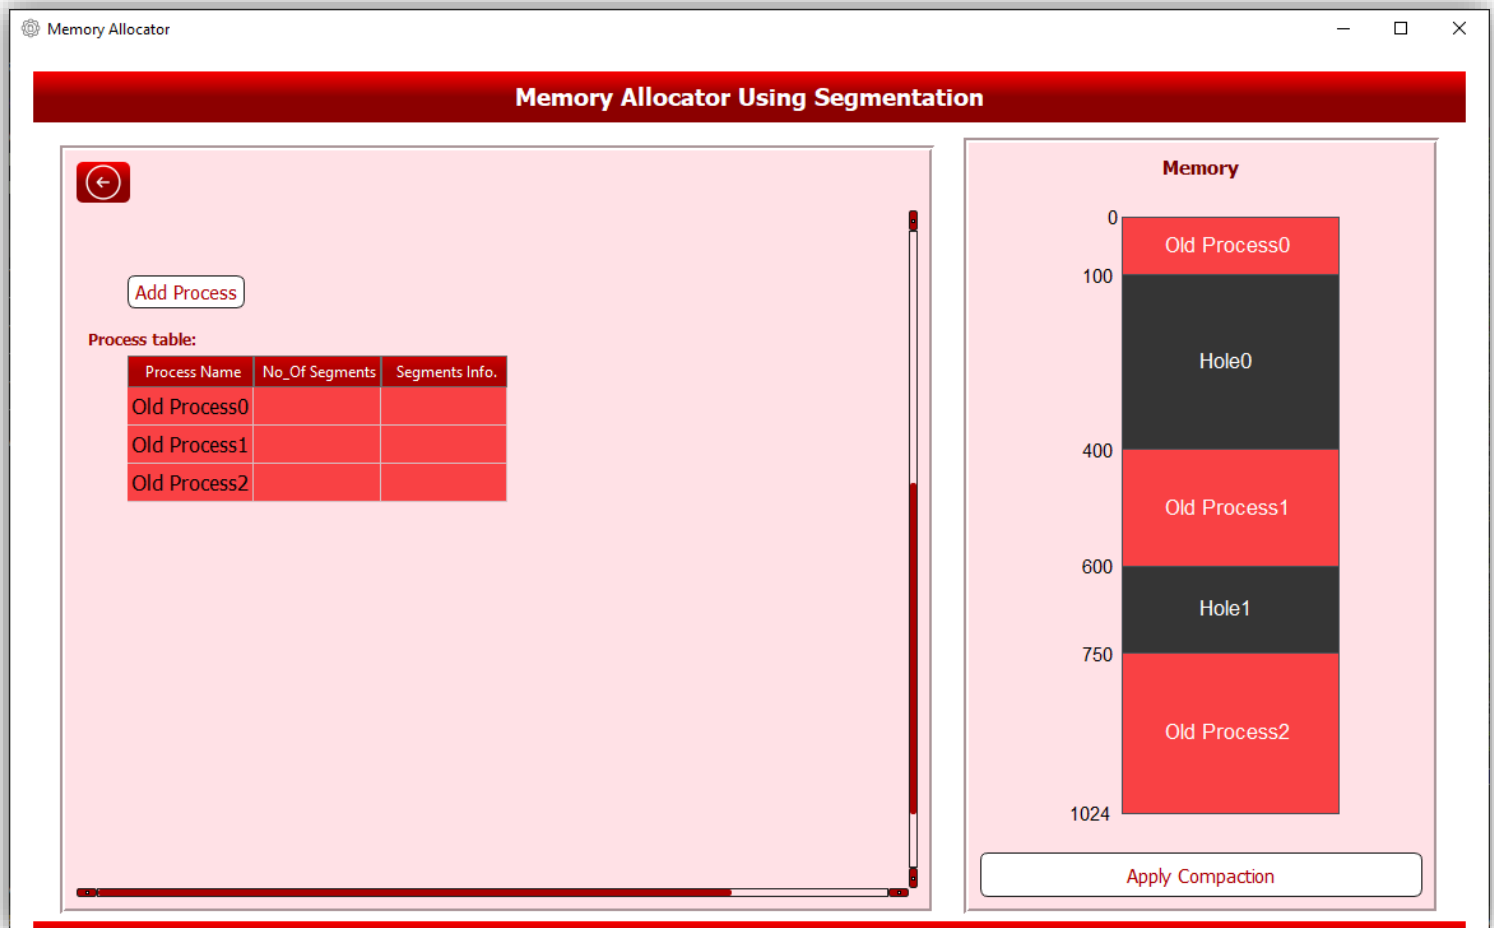 Memory Allocator
Memory Allocator Using Segmentation
Add Process
Process table:
Process Name No_Of Segments Segments Info.
Old Process0
Old Process1
Old Process2
Memory
0
Old Process0
100
Hole0
400
Old Process1
600
Hole1
750
Old Process2
1024
Apply Compaction